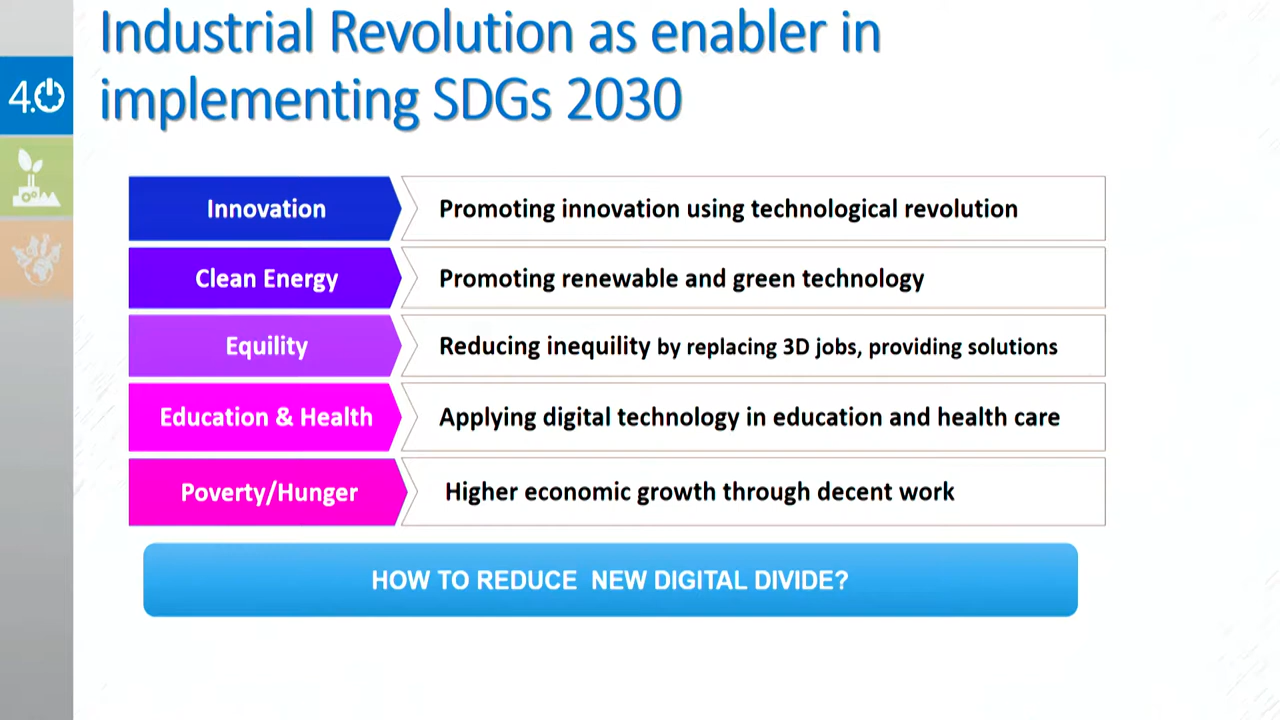 Industrial Revolution as enabler in
implementing SDGs 2030
4.0
Innovation
Promoting innovation using technological revolution
Clean Energy
Promoting renewable and green technology
Equility
Reducing inequility by replacing 3D jobs, providing solutions
Education & Health
Applying digital technology in education and health care
Poverty/Hunger
Higher economic growth through decent work
HOW TO REDUCE NEW DIGITAL DIVIDE?